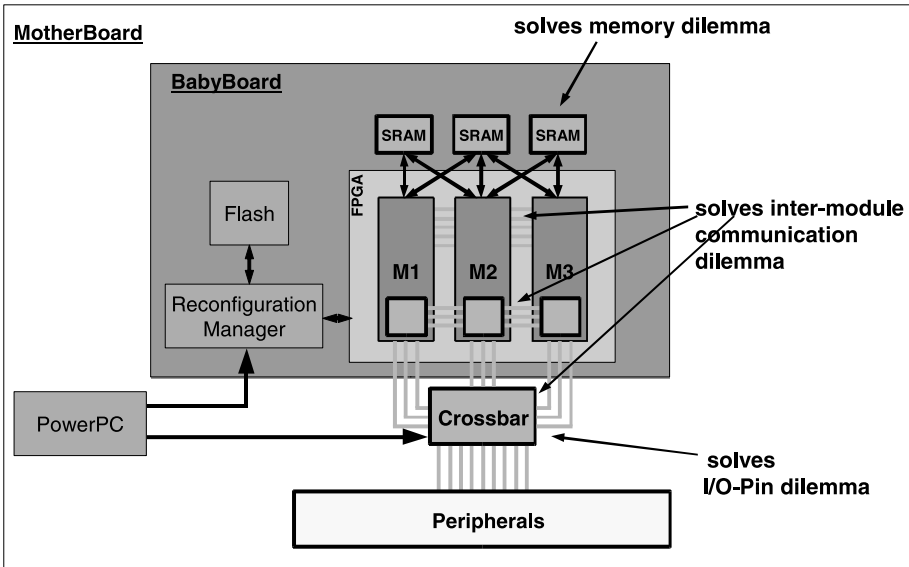 MotherBoard
solves memory dilemma
BabyBoard
SRAM
SRAM
SRAM
FPGA
Flash
solves inter-module
communication
dilemma
M1
M2
M3
Reconfiguration
Manager
PowerPC
Crossbar
solves
I/O-Pin dilemma
Peripherals